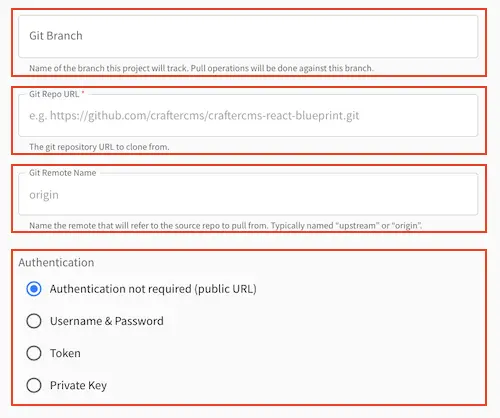 Git Branch
Name of the branch this project will track. Pull operations will be done against this branch.
Git Repo URL *
e.g. https://github.com/craftercms/craftercms-react-blueprint.git
The git repository URL to clone from.
Git Remote Name
origin
Name the remote that will refer to the source repo to pull from. Typically named “upstream” or “origin”.
Authentication
Authentication not required (public URL)
Username & Password
Token
Private Key